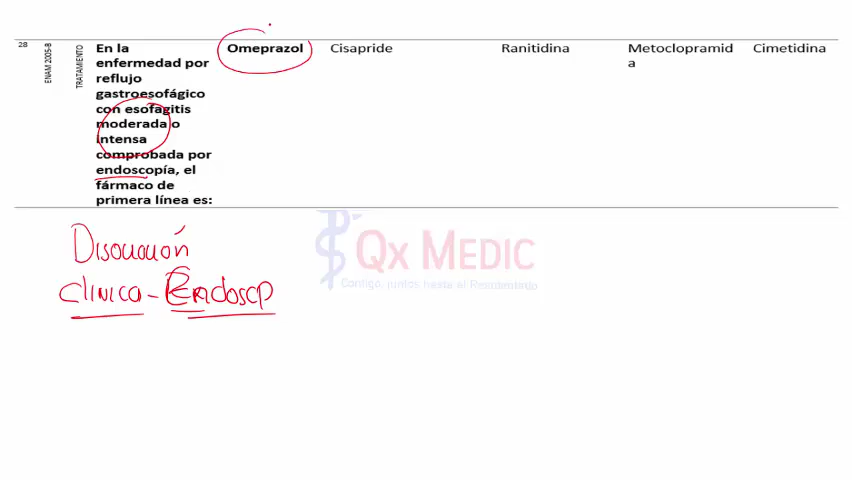 28
ENAM 2005-B
TRATAMIENTO
En la
enfermedad por
reflujo
gastroesofágico
con esofagitis
moderada o
intensa
comprobada por
endoscopía, el
fármaco de
primera línea es:
Omeprazol
Cisapride
Ranitidina
Metoclopramid
a
Cimetidina
Disociación
clínica - Endoscp
Qx MEDIC
Contigo, juntos hasta el Residentado